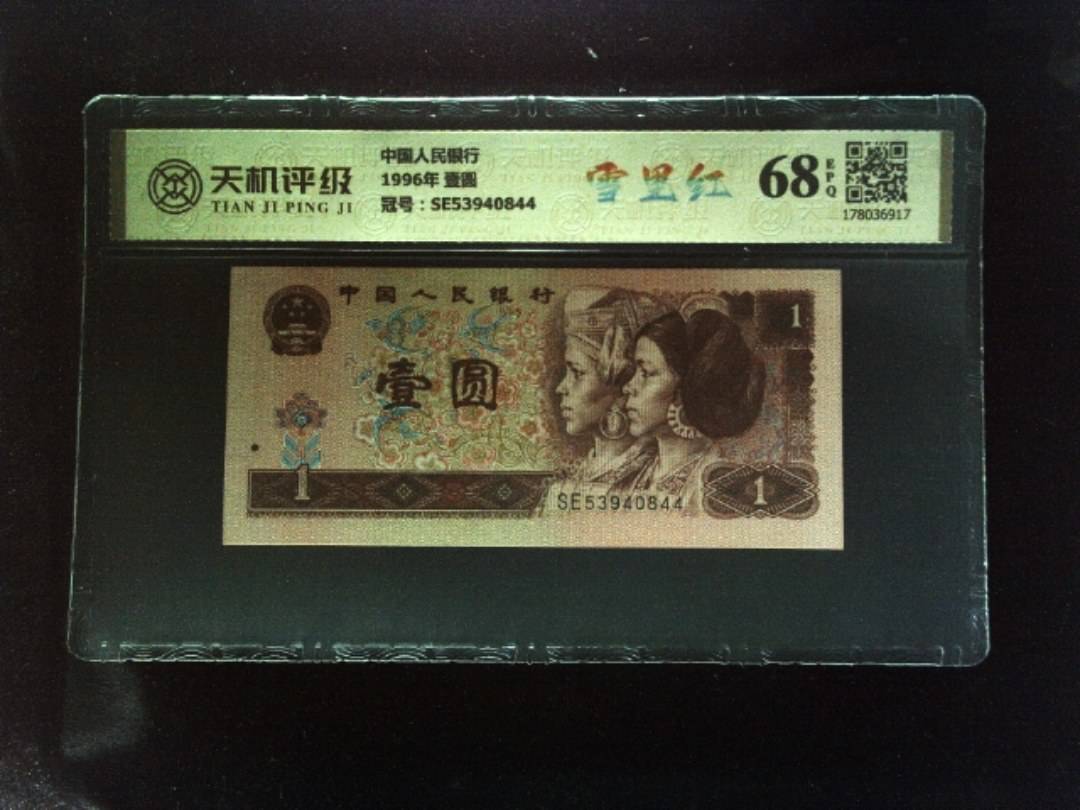 天机评级
TIAN JI PING JI
中国人民银行
1996年 壹圆
冠号：SE53940844
雪里红
68
EPQ
178036917
中国人民银行
壹圆
1
1
SE53940844
1